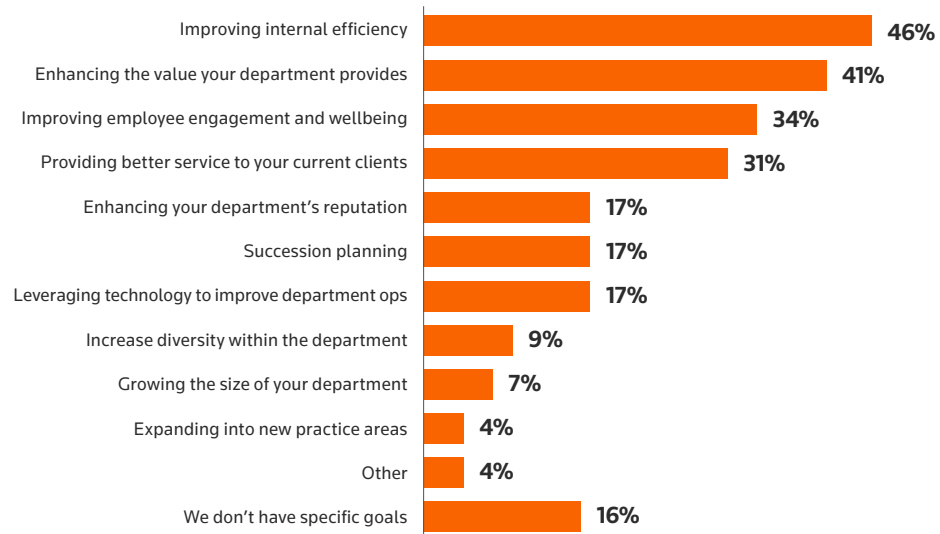 Improving internal efficiency 46%
Enhancing the value your department provides 41%
Improving employee engagement and wellbeing 34%
Providing better service to your current clients 31%
Enhancing your department’s reputation 17%
Succession planning 17%
Leveraging technology to improve department ops 17%
Increase diversity within the department 9%
Growing the size of your department 7%
Expanding into new practice areas 4%
Other 4%
We don’t have specific goals 16%